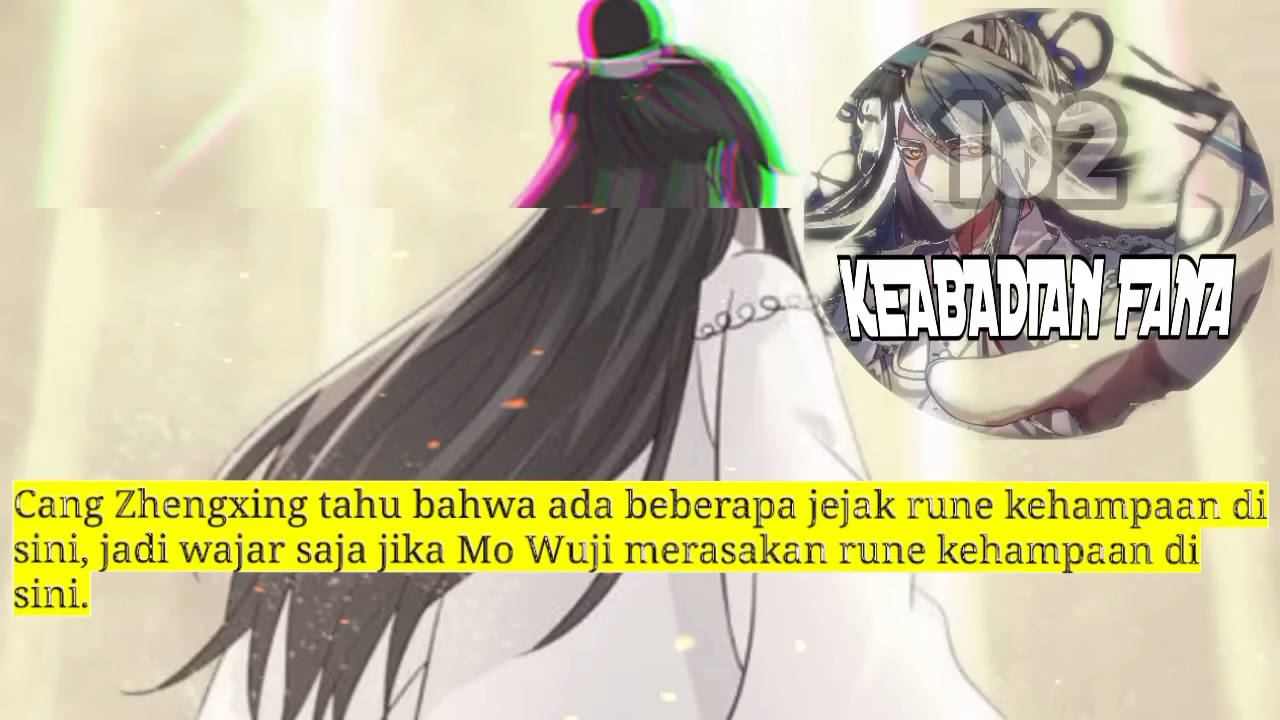 102
KEABADIAN FANA
Cang Zhengxing tahu bahwa ada beberapa jejak rune kehampaan di
sini, jadi wajar saja jika Mo Wuji merasakan rune kehampaan di
sini.